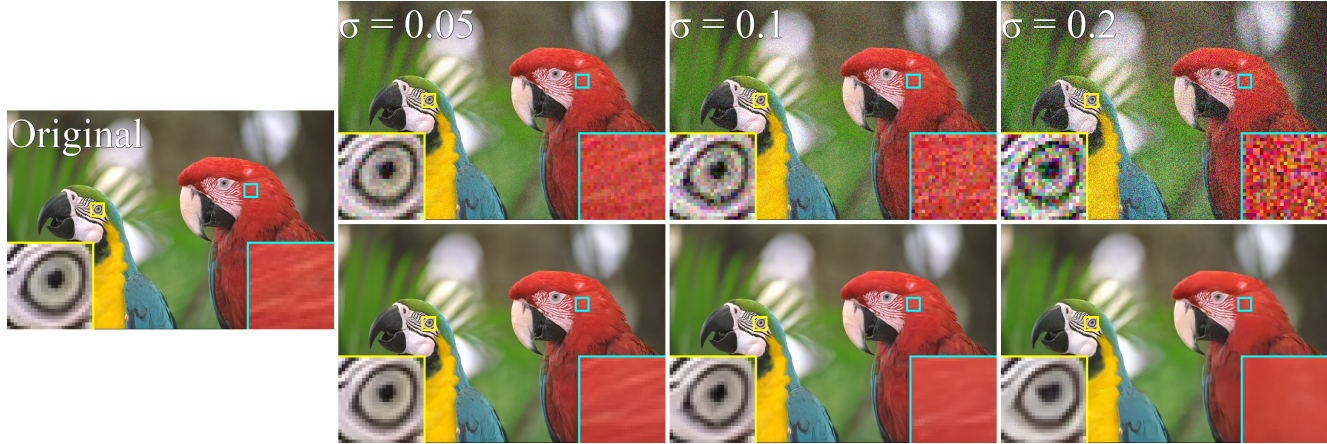 Original
σ = 0.05
σ = 0.1
σ = 0.2